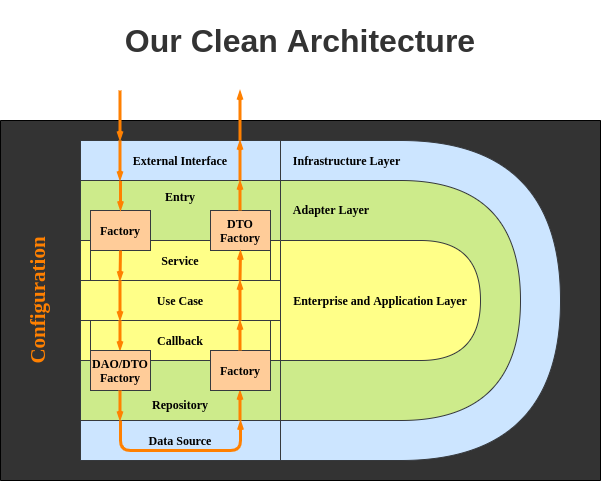 Our Clean Architecture
External Interface
Infrastructure Layer
Entry
Adapter Layer
Factory
DTO
Factory
Service
Configuration
Use Case
Enterprise and Application Layer
Callback
DAO/DTO
Factory
Factory
Repository
Data Source